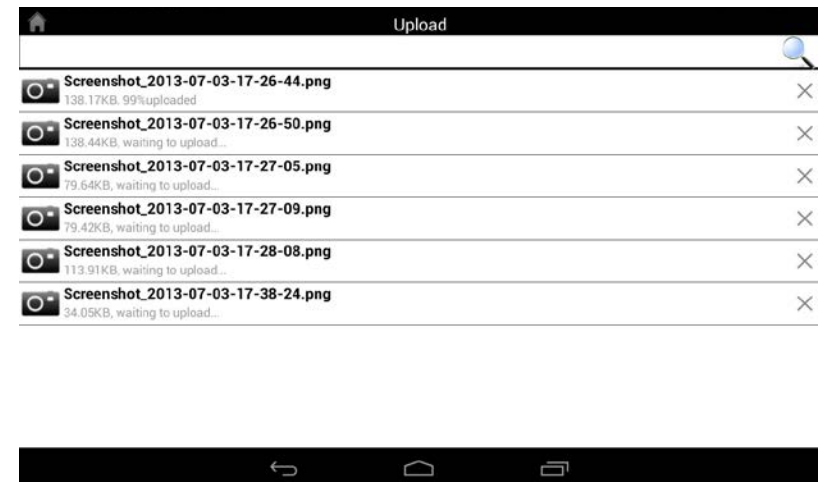 Upload
Screenshot_2013-07-03-17-26-44.png
138.17KB. 99%uploaded
Screenshot_2013-07-03-17-26-50.png
138.44KB, waiting to upload...
Screenshot_2013-07-03-17-27-05.png
79.64KB, waiting to upload...
Screenshot_2013-07-03-17-27-09.png
79.42KB, waiting to upload...
Screenshot_2013-07-03-17-28-08.png
113.91KB, waiting to upload...
Screenshot_2013-07-03-17-38-24.png
34.05KB, waiting to upload...